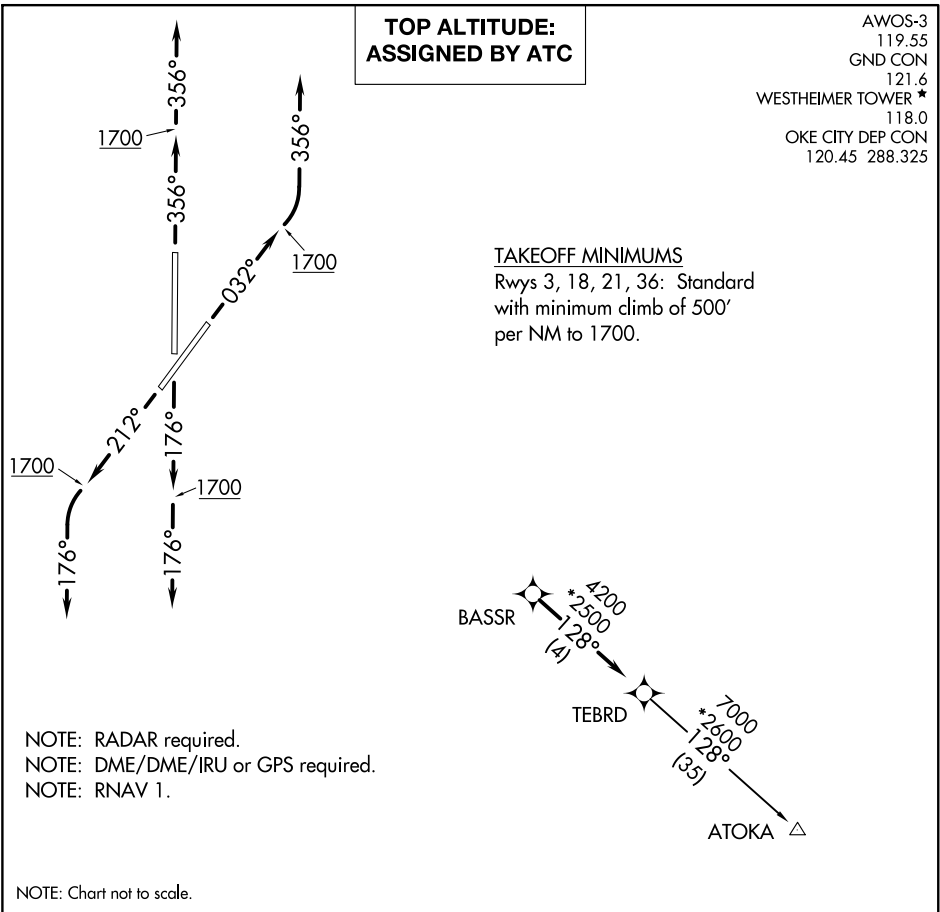 TOP ALTITUDE:
ASSIGNED BY ATC
AWOS-3
119.55
GND CON
121.6
WESTHEIMER TOWER ★
118.0
OKE CITY DEP CON
120.45 288.325
356°
1700
356°
356°
032°
1700
TAKEOFF MINIMUMS
Rwys 3, 18, 21, 36: Standard
with minimum climb of 500'
per NM to 1700.
212°
176°
1700
1700
176°
176°
BASSR
4200
*2500
128°
(4)
TEBRD
7000
*2600
128°
(35)
ATOKA
NOTE: RADAR required.
NOTE: DME/DME/IRU or GPS required.
NOTE: RNAV 1.
NOTE: Chart not to scale.